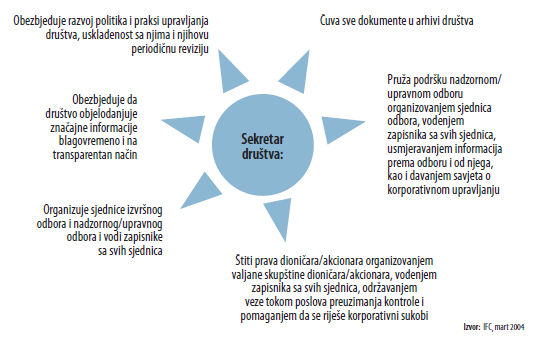 Obezbjeđuje razvoj politika i praksi upravljanja
društva, usklađenost sa njima i njihovu
periodičnu reviziju
Čuva sve dokumente u arhivi društva
Obezbjeđuje da
društvo objelodanjuje
značajne informacije
blagovremeno i na
transparentan način
Sekretar
društva:
Pruža podršku nadzornom/
upravnom odboru
organizovanjem sjednica
odbora, vođenjem
zapisnika sa svih sjednica,
usmjeravanjem informacija
prema odboru i od njega,
kao i davanjem savjeta o
korporativnom upravljanju
Organizuje sjednice izvršnog
odbora i nadzornog/upravnog
odbora i vodi zapisnike
sa svih sjednica
Štiti prava dioničara/akcionara organizovanjem
valjane skupštine dioničara/akcionara, vođenjem
zapisnika sa svih sjednica, održavanjem
veze tokom poslova preuzimanja kontrole i
pomaganjem da se riješe korporativni sukobi
Izvor: IFC, mart 2004